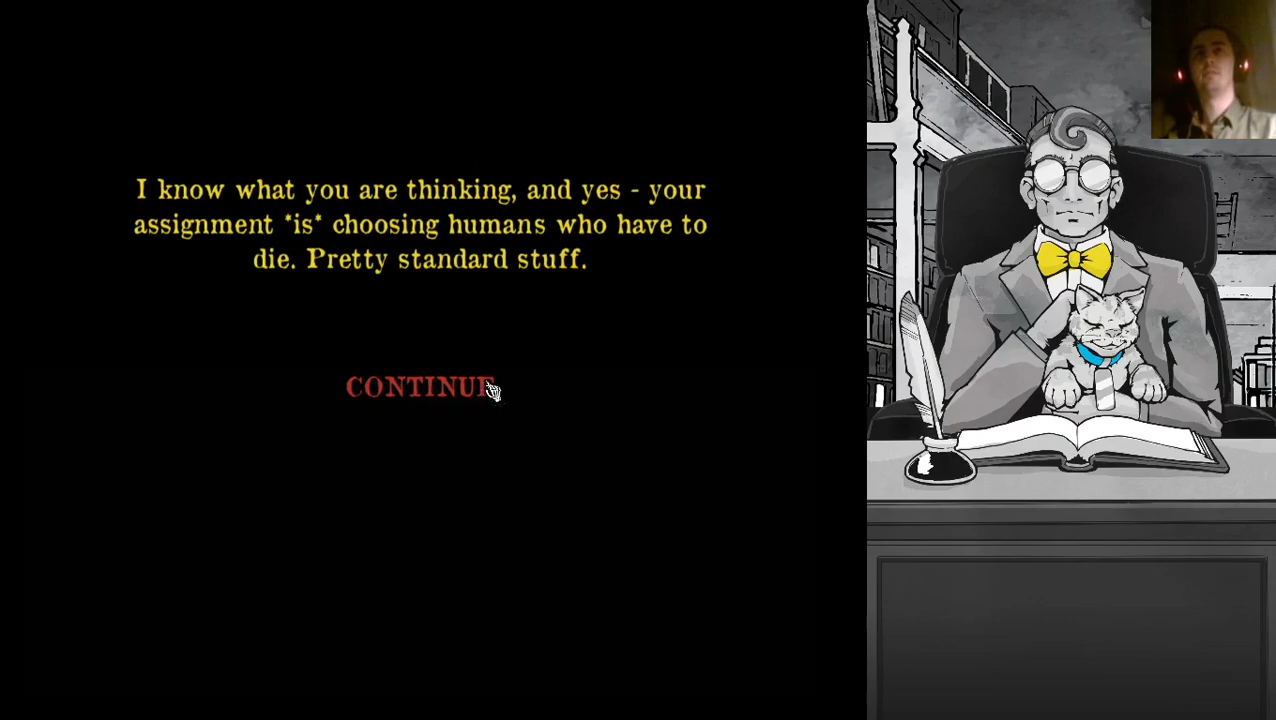 I know what you are thinking, and yes - your
assignment *is* choosing humans who have to
die. Pretty standard stuff.
CONTINUE